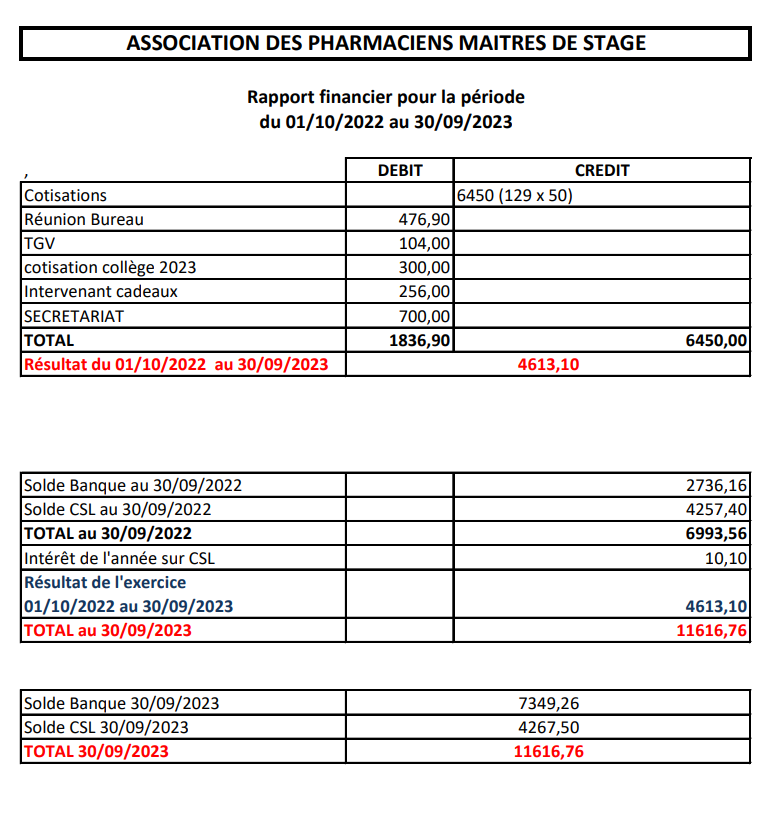 ASSOCIATION DES PHARMACIENS MAITRES DE STAGE
Rapport financier pour la période
du 01/10/2022 au 30/09/2023
, DEBIT CREDIT
Cotisations 6450 (129 x 50)
Réunion Bureau 476,90
TGV 104,00
cotisation collège 2023 300,00
Intervenant cadeaux 256,00
SECRETARIAT 700,00
TOTAL 1836,90 6450,00
Résultat du 01/10/2022 au 30/09/2023 4613,10
Solde Banque au 30/09/2022 2736,16
Solde CSL au 30/09/2022 4257,40
TOTAL au 30/09/2022 6993,56
Intérêt de l'année sur CSL 10,10
Résultat de l'exercice
01/10/2022 au 30/09/2023 4613,10
TOTAL au 30/09/2023 11616,76
Solde Banque 30/09/2023 7349,26
Solde CSL 30/09/2023 4267,50
TOTAL 30/09/2023 11616,76